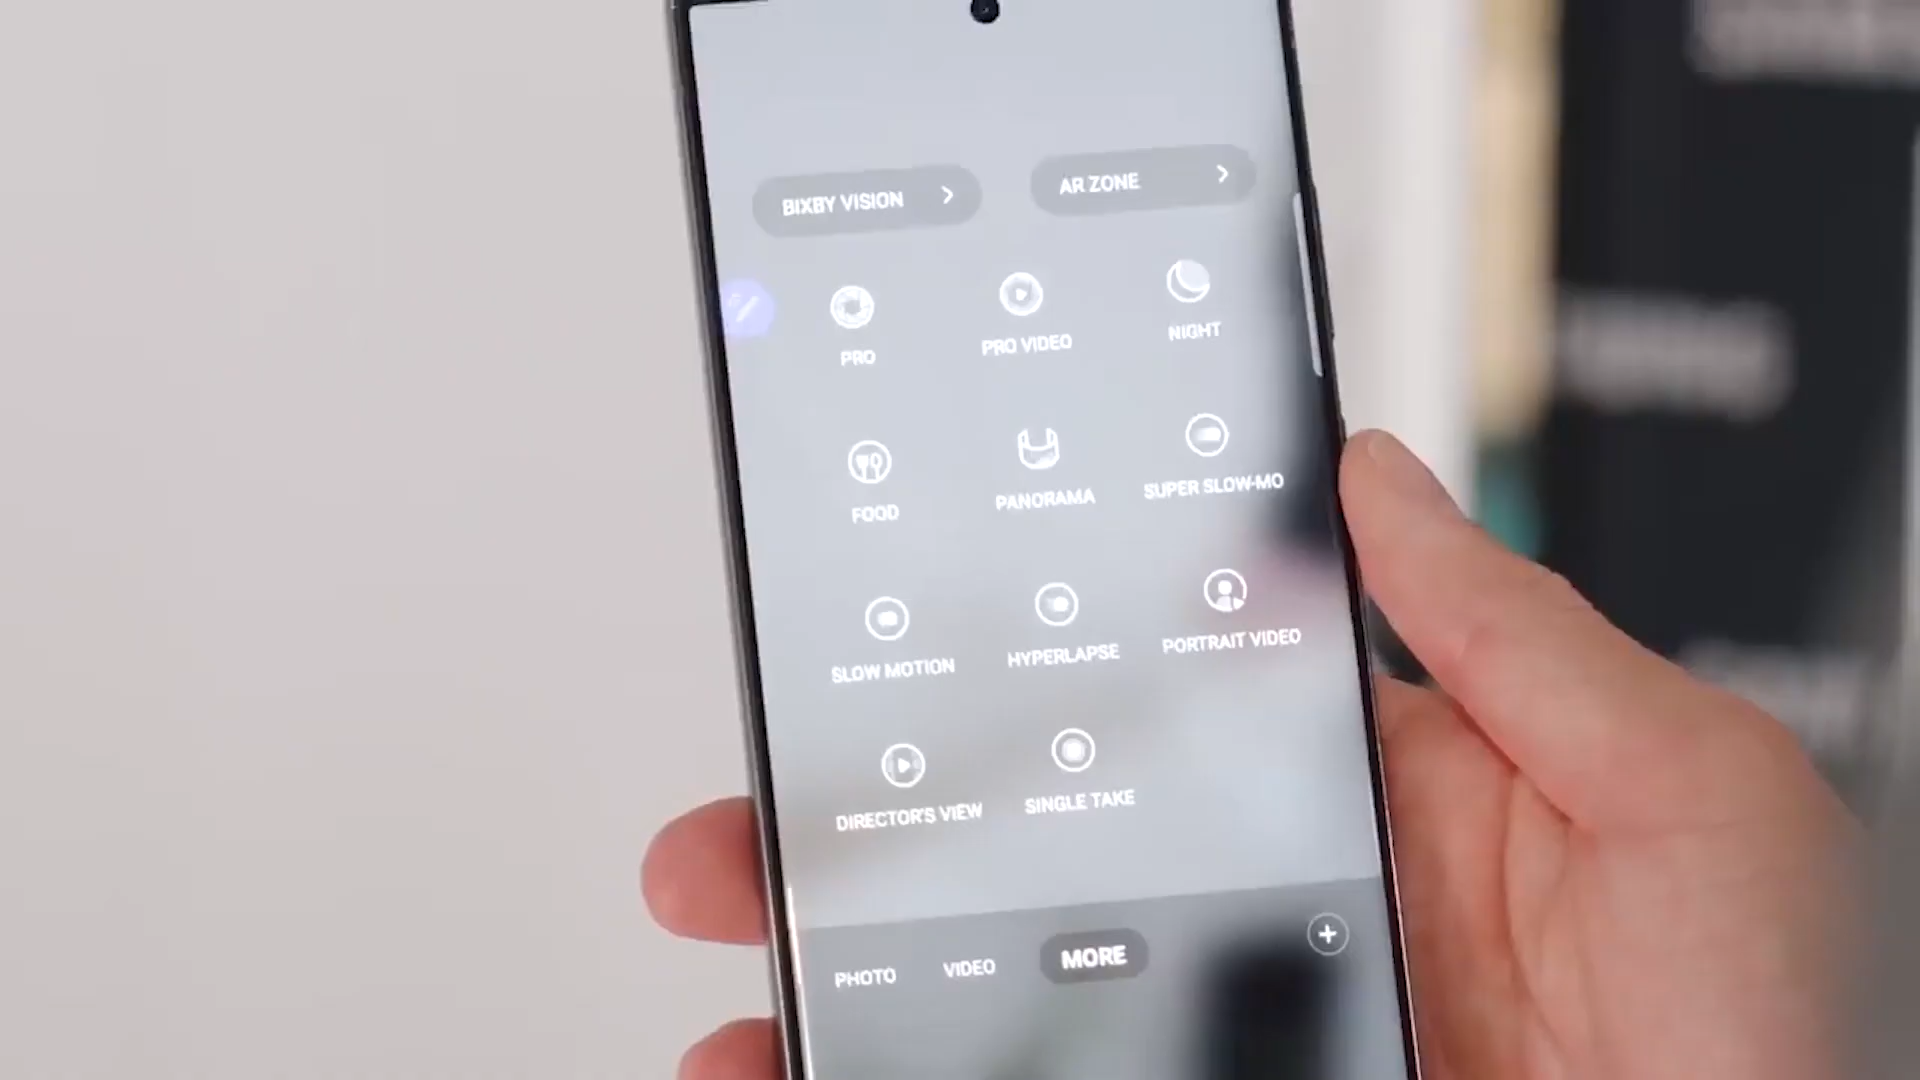 BIXBY VISION
AR ZONE
PRO
PRO VIDEO
NIGHT
FOOD
PANORAMA
SUPER SLOW-MO
SLOW MOTION
HYPERLAPSE
PORTRAIT VIDEO
DIRECTOR'S VIEW
SINGLE TAKE
PHOTO
VIDEO
MORE